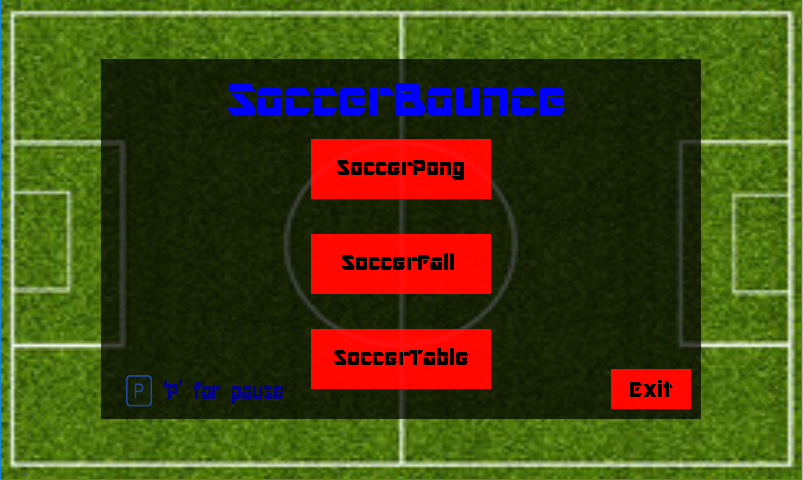 SoccerBounce
SoccerPong
SoccerFall
SoccerTable
P 'P' for pause
Exit